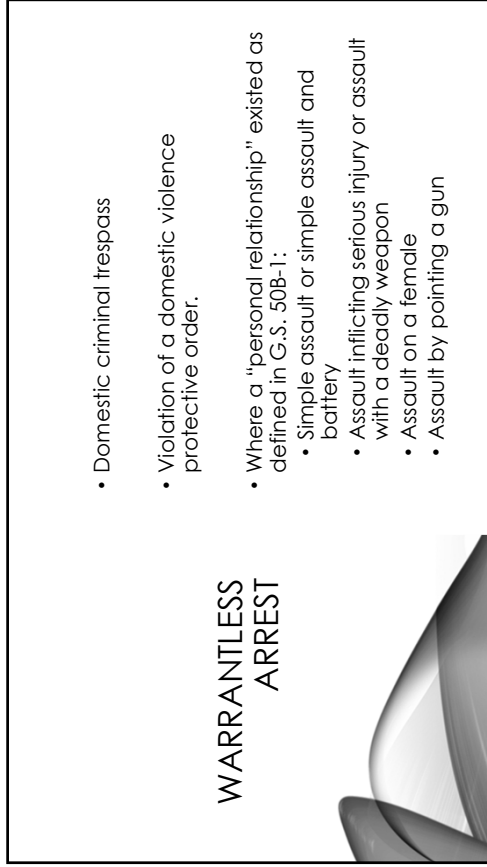 WARRANTLESS
ARREST
• Domestic criminal trespass
• Violation of a domestic violence
protective order.
• Where a “personal relationship” existed as
defined in G.S. 50B-1:
• Simple assault or simple assault and
battery
• Assault inflicting serious injury or assault
with a deadly weapon
• Assault on a female
• Assault by pointing a gun